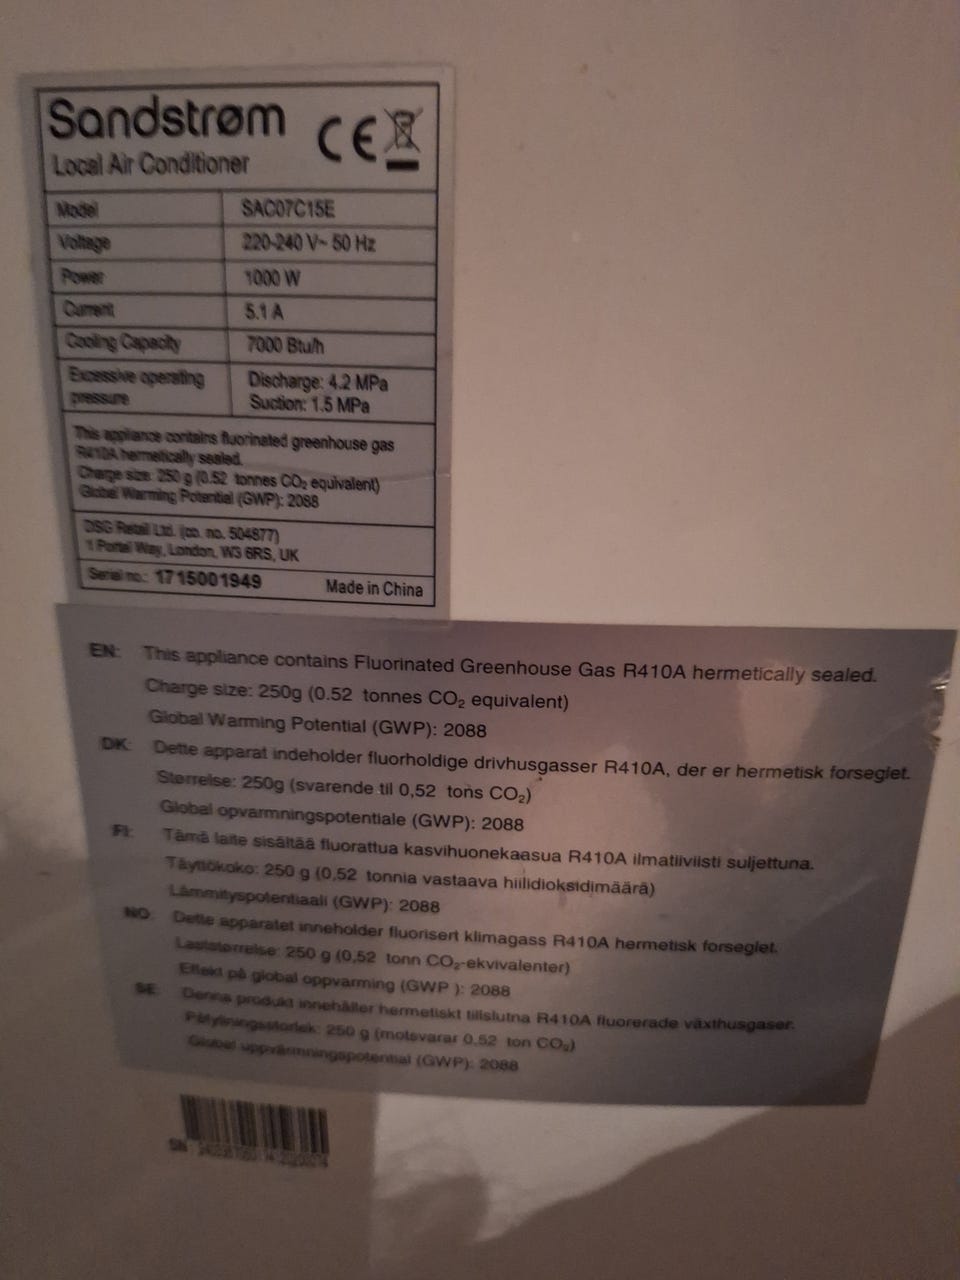 Sandstrøm
CE
Local Air Conditioner
Model SAC07C15E
Voltage 220-240 V~ 50 Hz
Power 1000 W
Current 5.1 A
Cooling Capacity 7000 Btu/h
Excessive operating pressure Discharge: 4.2 MPa
Suction: 1.5 MPa
This appliance contains fluorinated greenhouse gas
R410A hermetically sealed.
Charge size: 250 g (0.52 tonnes CO₂ equivalent)
Global Warming Potential (GWP): 2088
DSG Retail Ltd. (co. no. 504877)
1 Portal Way, London, W3 6RS, UK
Serial no.: 1715001949 Made in China
EN: This appliance contains Fluorinated Greenhouse Gas R410A hermetically sealed.
Charge size: 250g (0.52 tonnes CO₂ equivalent)
Global Warming Potential (GWP): 2088
DK: Dette apparat indeholder fluorholdige drivhusgasser R410A, der er hermetisk forseglet.
Størrelse: 250g (svarende til 0,52 tons CO₂)
Global opvarmningspotentiale (GWP): 2088
FI: Tämä laite sisältää fluorattua kasvihuonekaasua R410A ilmatiiviisti suljettuna.
Täyttökoko: 250 g (0,52 tonnia vastaava hiilidioksidimäärä)
Lämmityspotentiaali (GWP): 2088
NO: Dette apparatet inneholder fluorisert klimagass R410A hermetisk forseglet.
Laststørrelse: 250 g (0,52 tonn CO₂-ekvivalenter)
Effekt på global oppvarming (GWP ): 2088
SE: Denna produkt innehåller hermetiskt tillslutna R410A fluorerade växthusgaser.
Påfyllningsstorlek: 250 g (motsvarar 0,52 ton CO₂)
Global uppvärmningspotential (GWP): 2088
SN